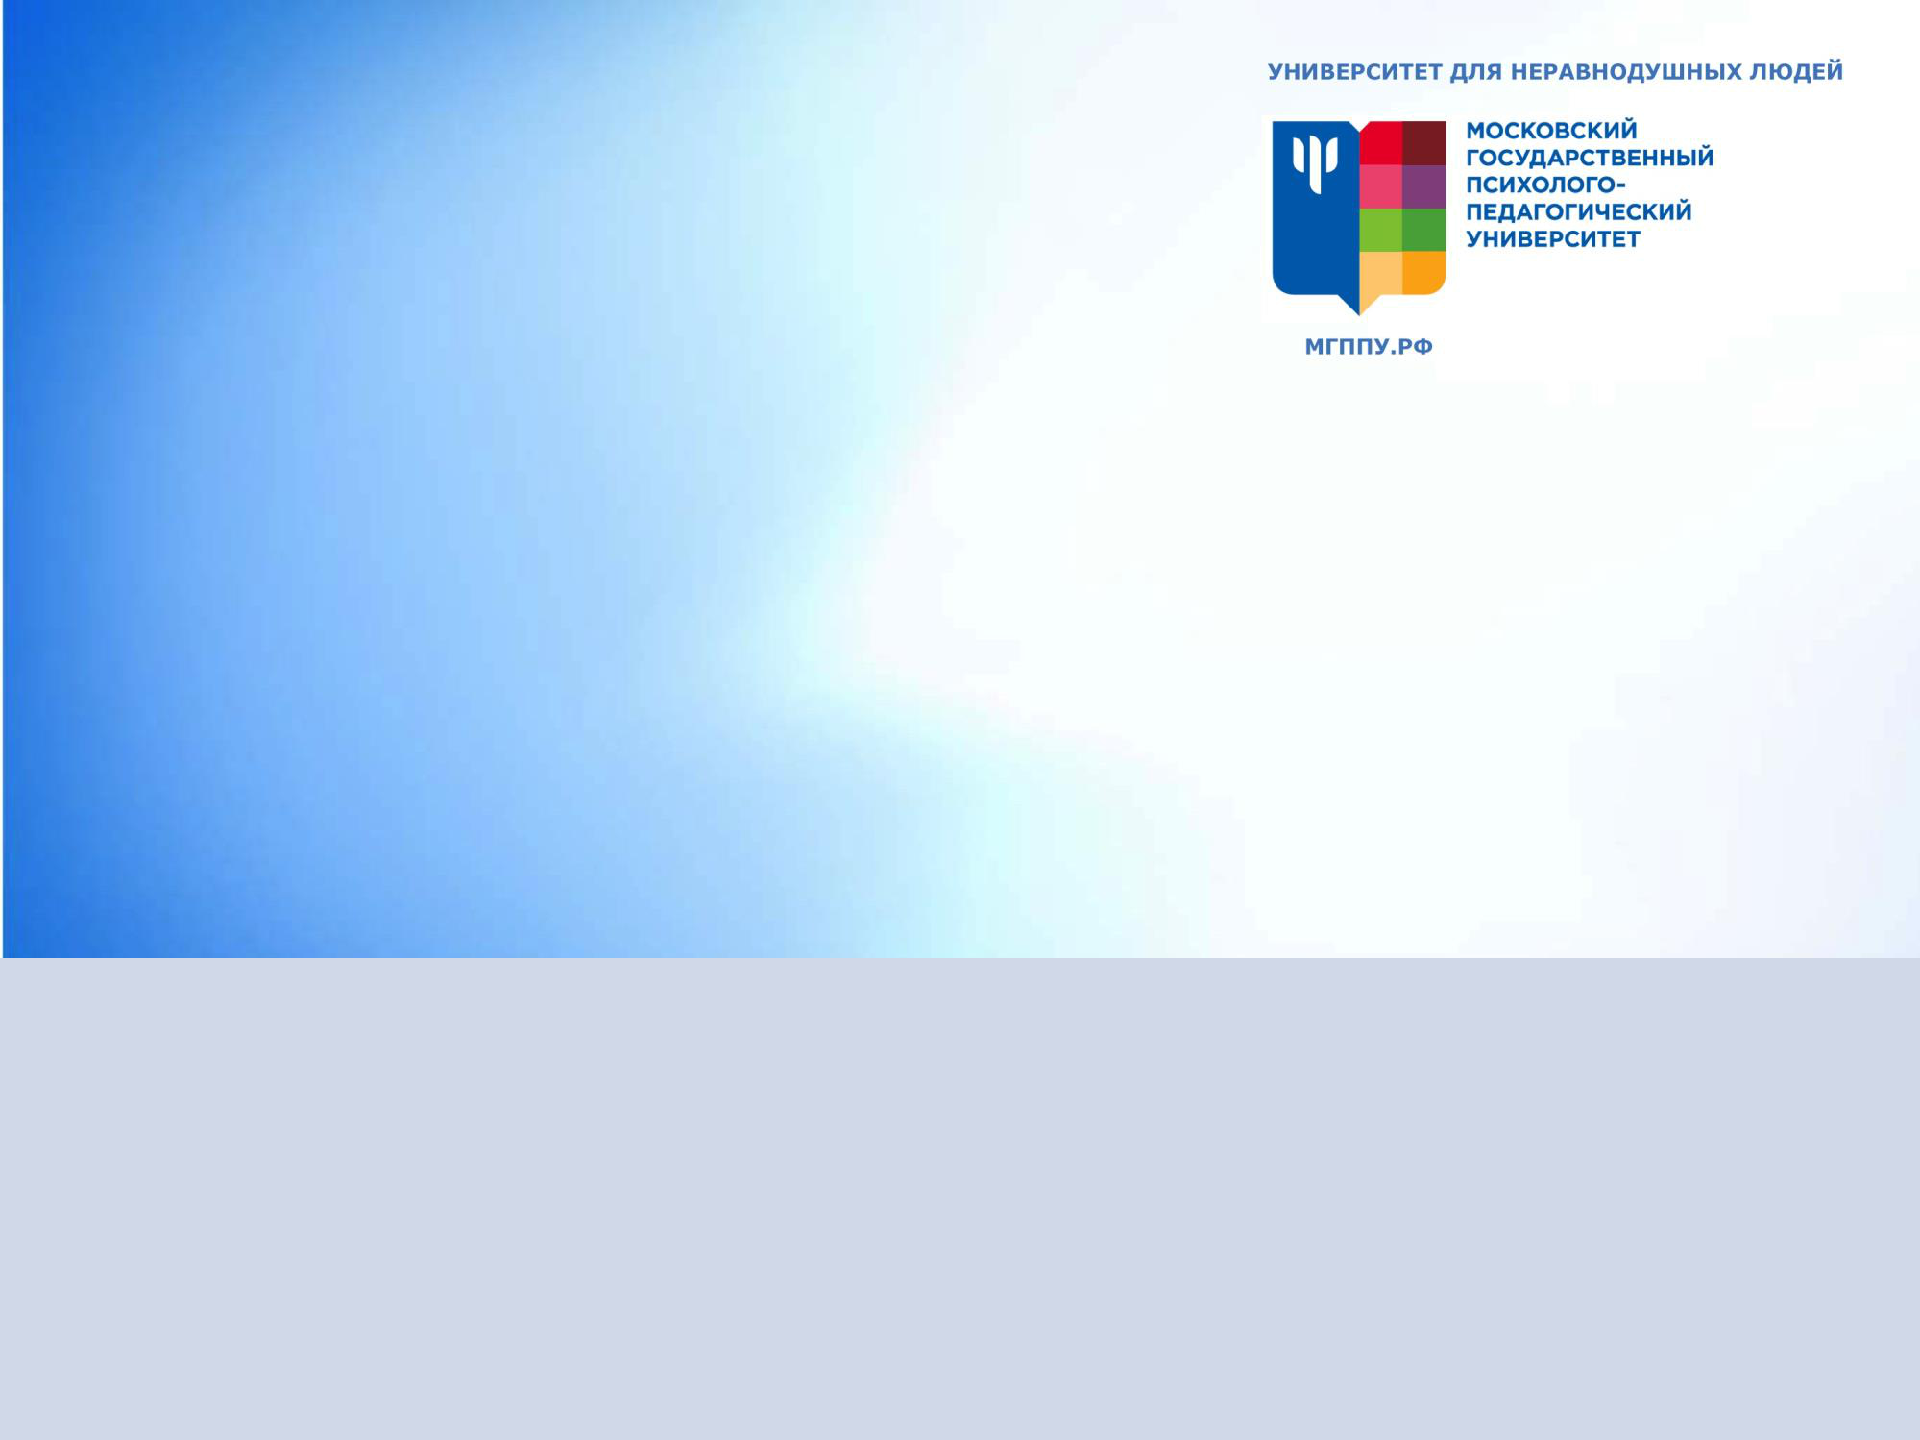 УНИВЕРСИТЕТ ДЛЯ НЕРАВНОДУШНЫХ ЛЮДЕЙ
МОСКОВСКИЙ
ГОСУДАРСТВЕННЫЙ
ПСИХОЛОГО-
ПЕДАГОГИЧЕСКИЙ
УНИВЕРСИТЕТ
МГППУ.РФ